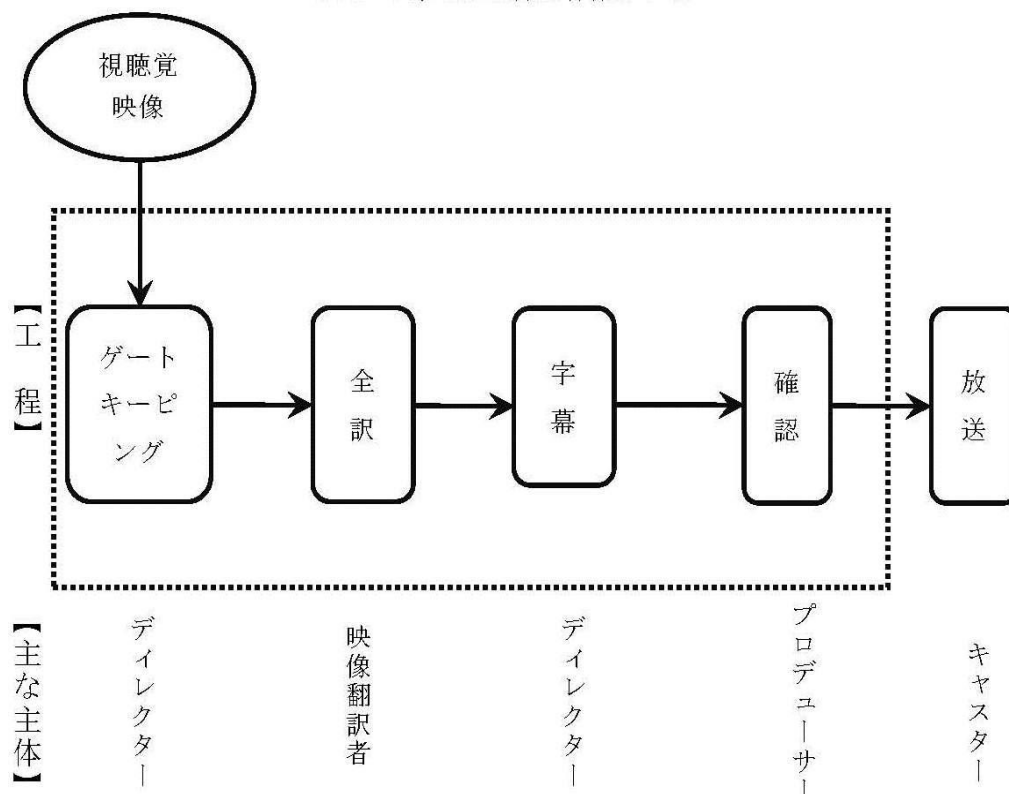 視聴覚
映像
【工程】
ゲート
キーピ
ング
全訳
字幕
確認
放送
【主な主体】
ディレクター
映像翻訳者
ディレクター
プロデューサー
キャスター